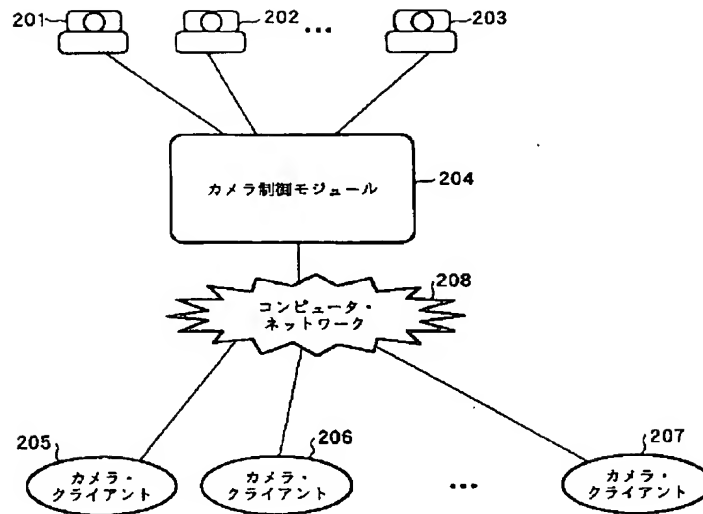 201
202
...
203
カメラ制御モジュール
204
208
コンピュータ・
ネットワーク
205
206
207
カメラ・
クライアント
カメラ・
クライアント
...
カメラ・
クライアント